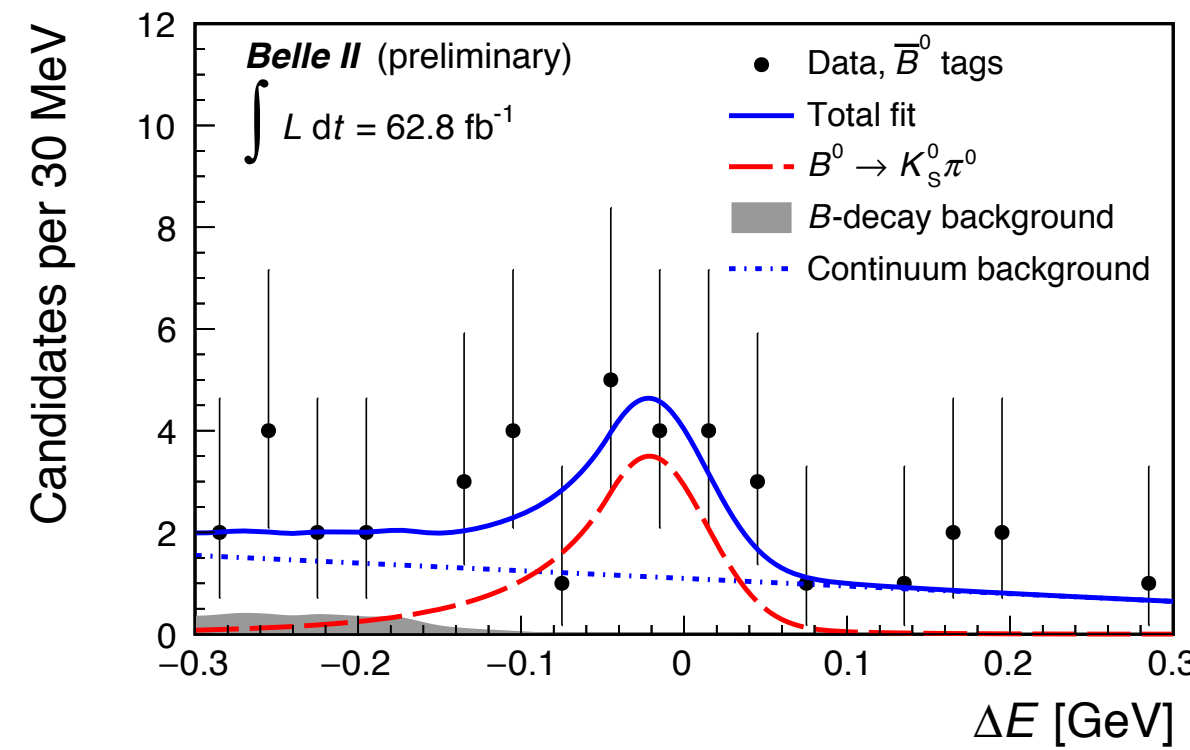 Candidates per 30 MeV
12
10
8
6
4
2
0
Belle II (preliminary)
∫ L dt = 62.8 fb⁻¹
Data, B̅⁰ tags
Total fit
B⁰ → K⁰_S π⁰
B-decay background
Continuum background
−0.3 −0.2 −0.1 0 0.1 0.2 0.3
ΔE [GeV]